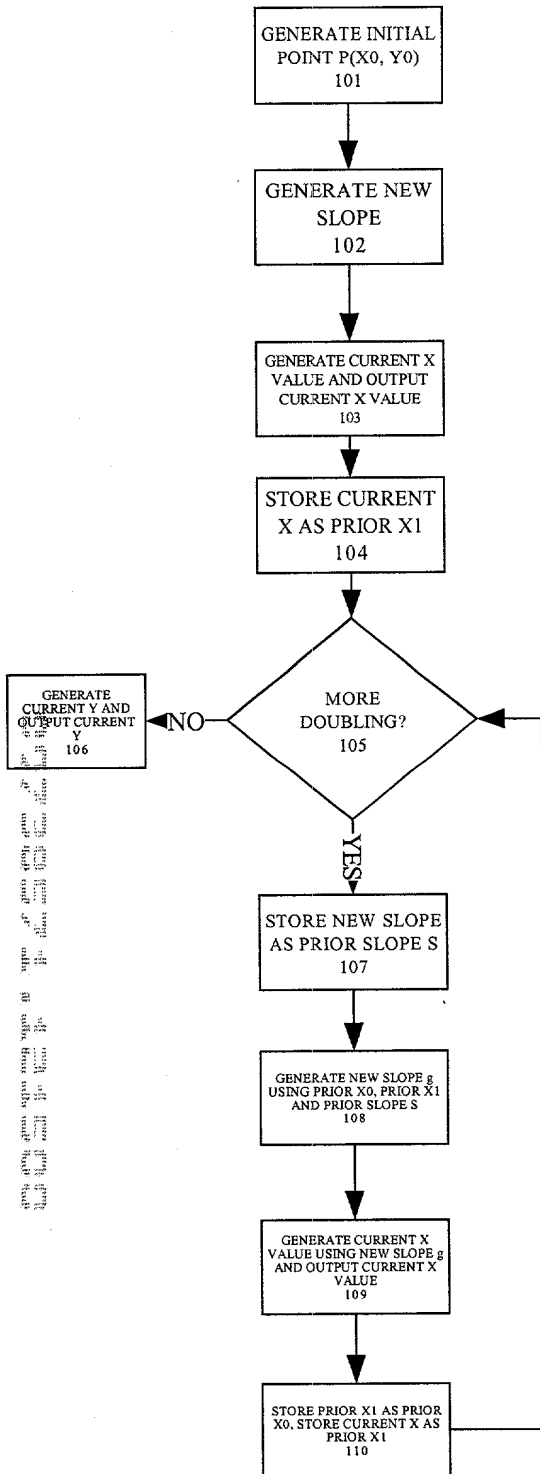 GENERATE INITIAL
POINT P(X0, Y0)
101
GENERATE NEW
SLOPE
102
GENERATE CURRENT X
VALUE AND OUTPUT
CURRENT X VALUE
103
STORE CURRENT
X AS PRIOR X1
104
MORE
DOUBLING?
105
NO
GENERATE
CURRENT Y AND
OUTPUT CURRENT
Y
106
YES
STORE NEW SLOPE
AS PRIOR SLOPE S
107
GENERATE NEW SLOPE g
USING PRIOR X0, PRIOR X1
AND PRIOR SLOPE S
108
GENERATE CURRENT X
VALUE USING NEW SLOPE g
AND OUTPUT CURRENT X
VALUE
109
STORE PRIOR X1 AS PRIOR
X0, STORE CURRENT X AS
PRIOR X1
110